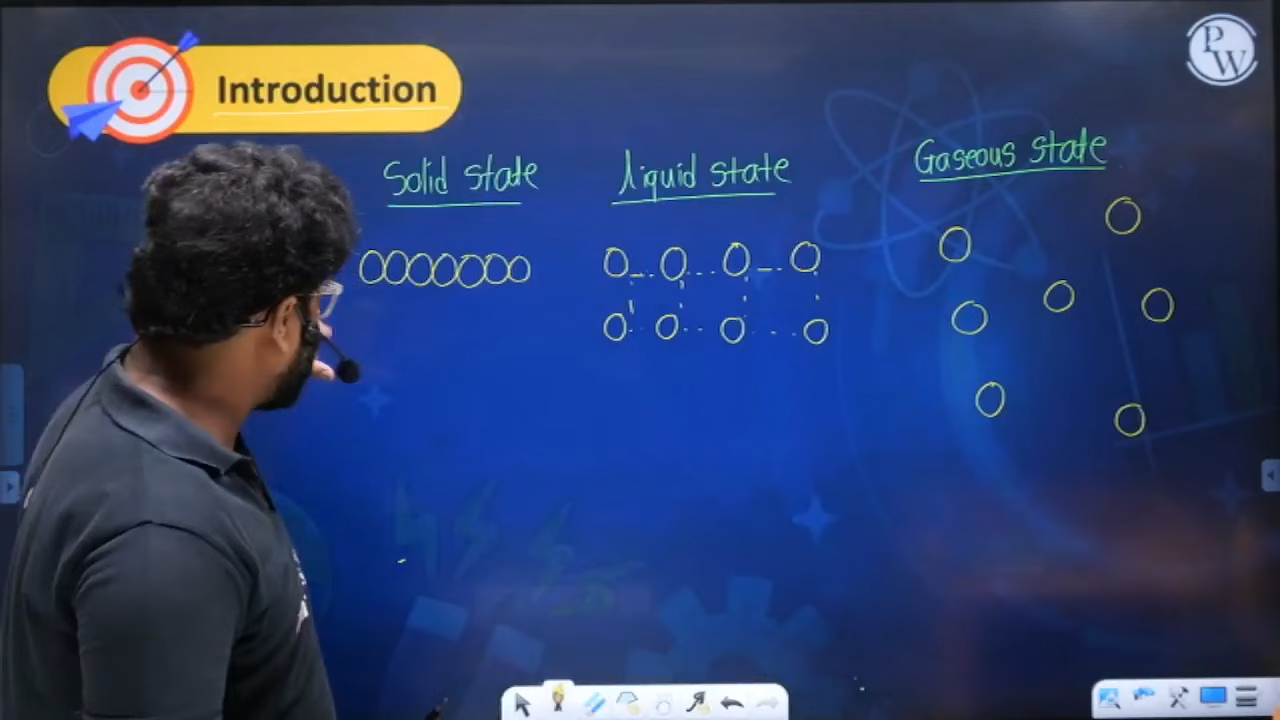 Introduction
PW
Solid state
Liquid state
Gaseous state